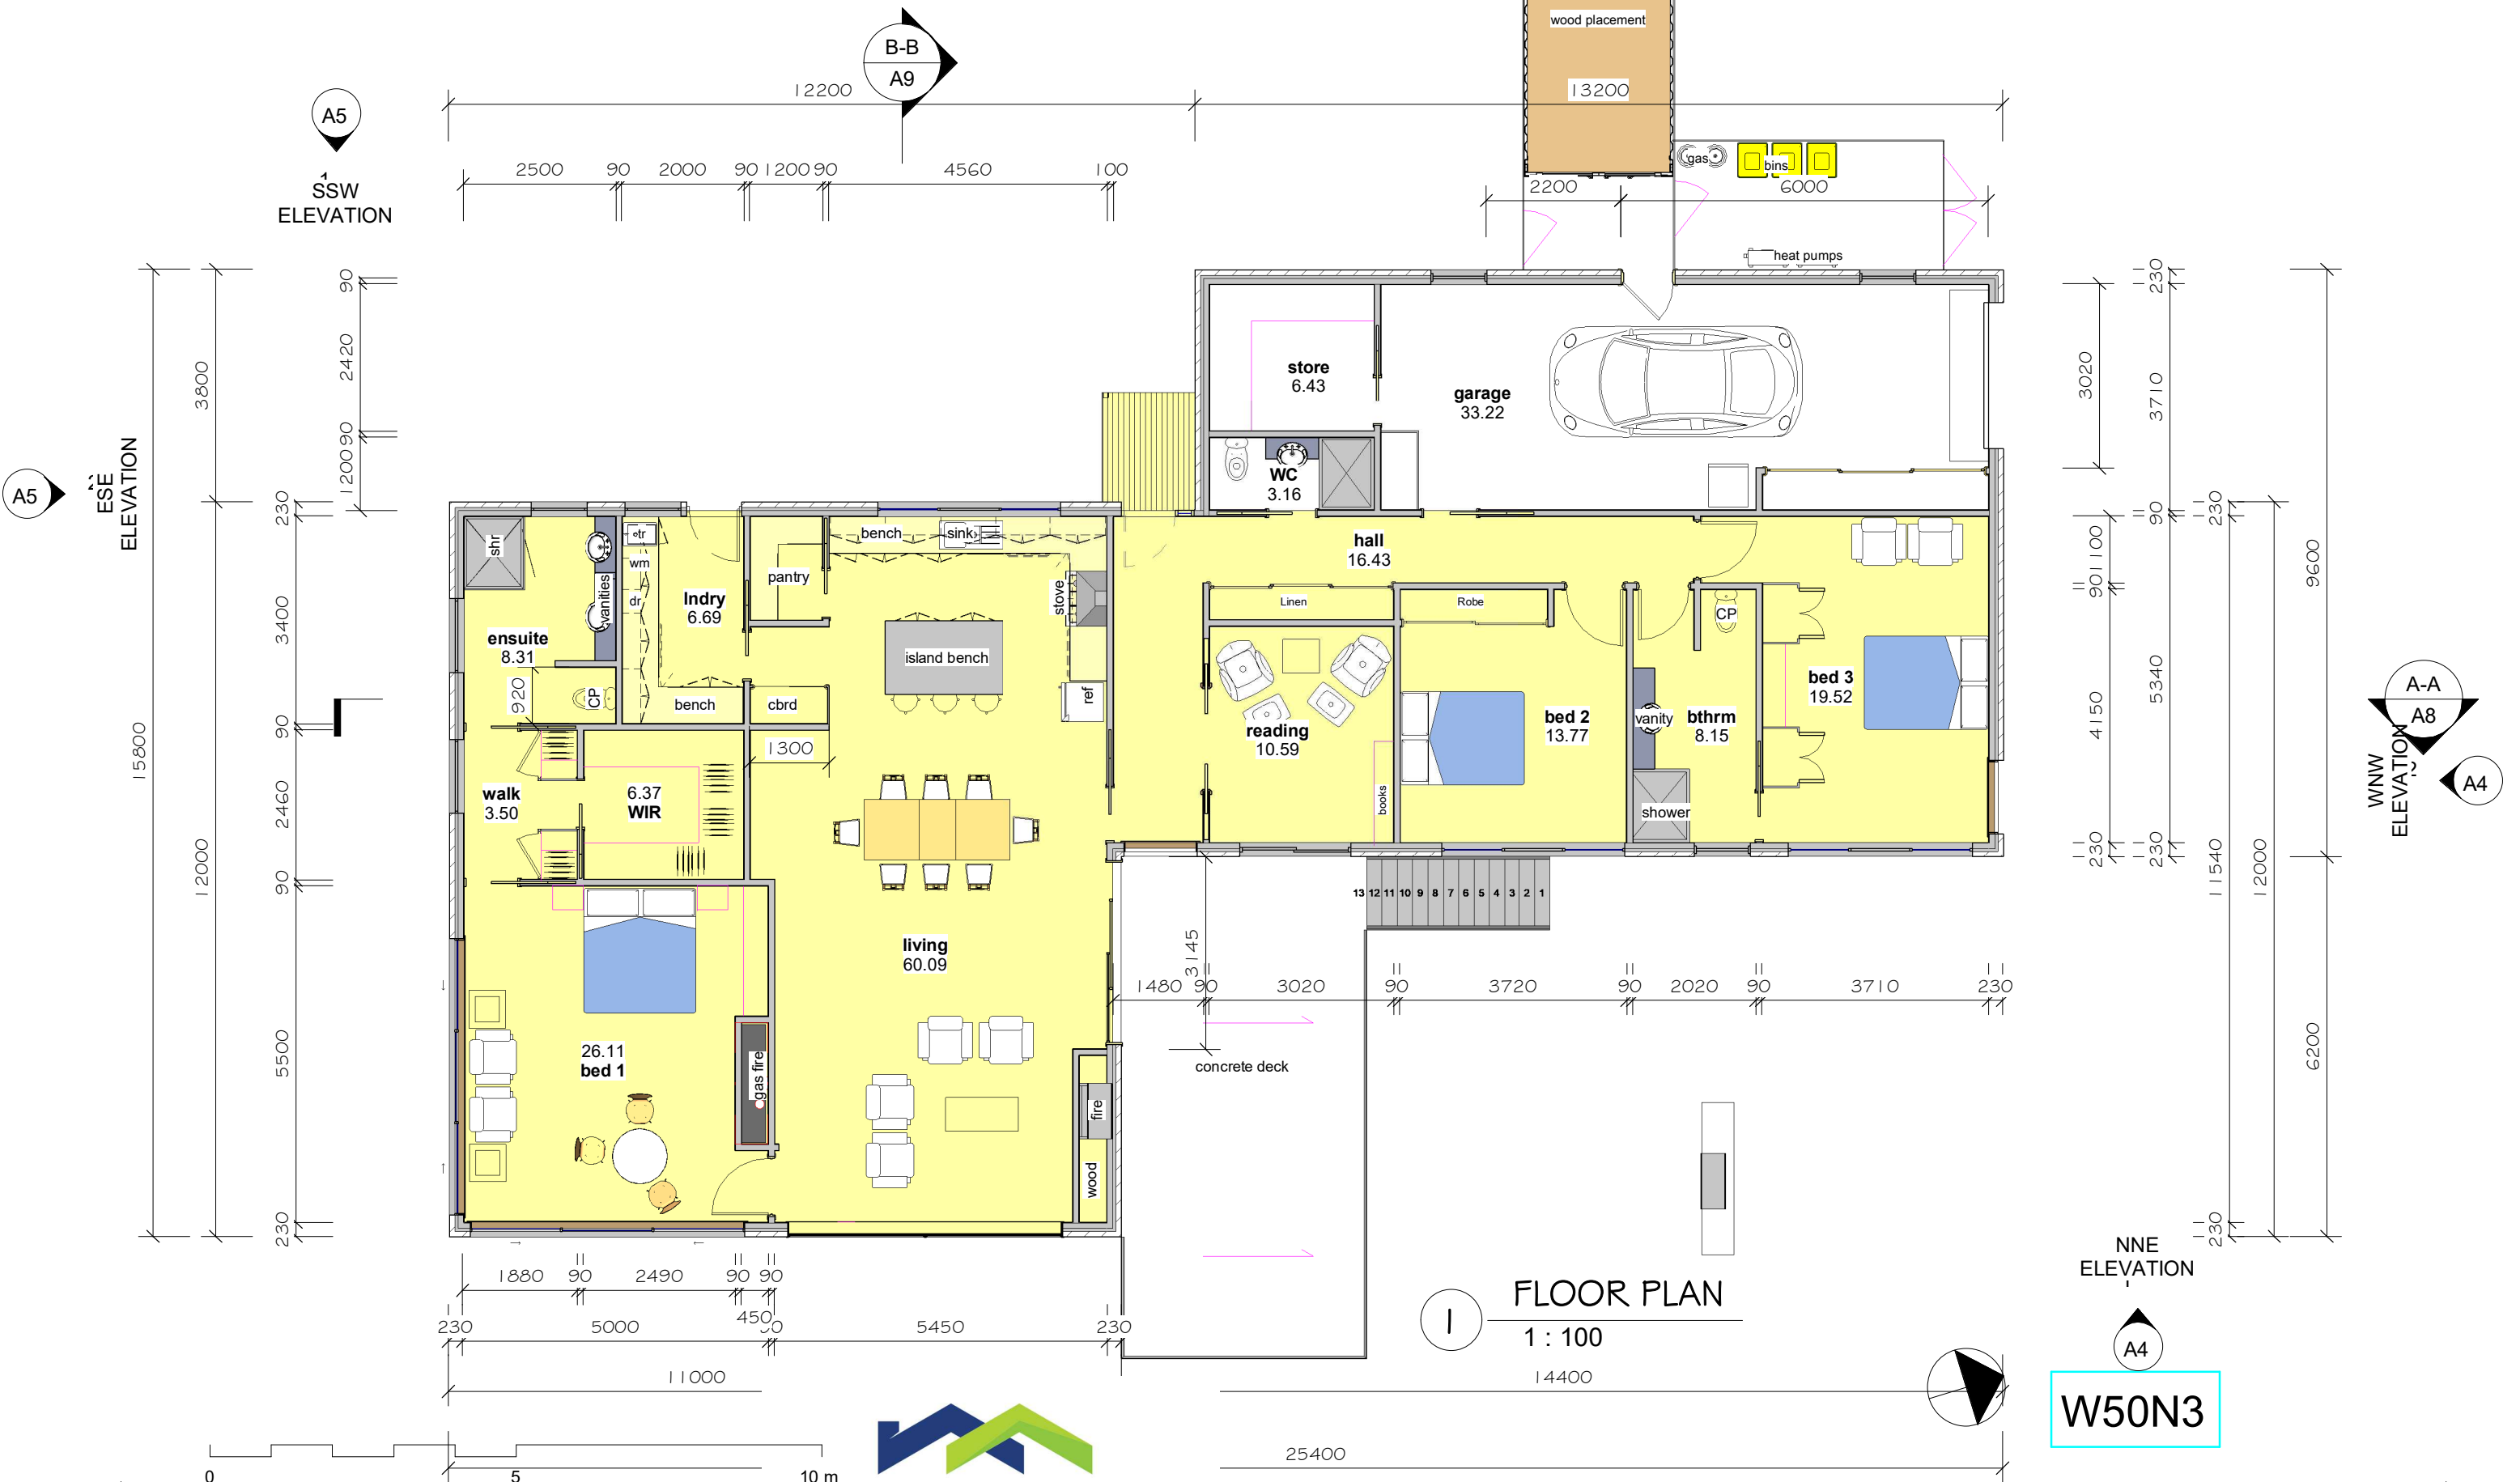 wood placement
B-B
A9
12200
13200
A5
1
SSW
ELEVATION
2500
90
2000
90
1200
90
4560
100
gas
bins
2200
6000
heat pumps
90
2420
90
1200
3800
15800
230
3400
90
2460
90
5500
230
12000
A5
2
ESE
ELEVATION
store
6.43
garage
33.22
WC
3.16
hall
16.43
shr
vanities
ensuite
8.31
920
CP
tr
wm
dr
lndry
6.69
bench
pantry
cbrd
1300
bench
sink
stove
island bench
ref
Linen
Robe
reading
10.59
books
bed 2
13.77
CP
vanity
bthrm
8.15
shower
bed 3
19.52
walk
3.50
6.37
WIR
living
60.09
26.11
bed 1
gas fire
fire
wood
13 12 11 10 9 8 7 6 5 4 3 2 1
3145
1480
90
3020
90
3720
90
2020
90
3710
230
concrete deck
3020
230
3710
90
1100
90
4150
5340
230
230
230
11540
230
12000
9600
6200
A-A
A8
WNW
ELEVATION
2
A4
NNE
ELEVATION
1
A4
1880
90
2490
90
90
450
230
5000
90
5450
230
11000
14400
25400
1
FLOOR PLAN
1 : 100
W50N3
0
5
10 m